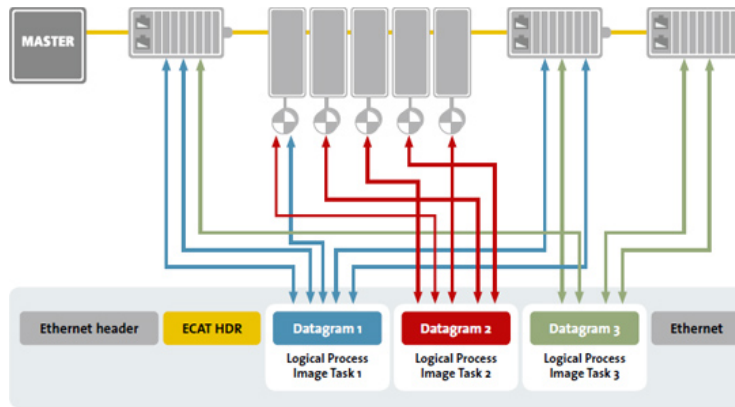 MASTER
Ethernet header
ECAT HDR
Datagram 1
Datagram 2
Datagram 3
Ethernet
Logical Process
Image Task 1
Logical Process
Image Task 2
Logical Process
Image Task 3